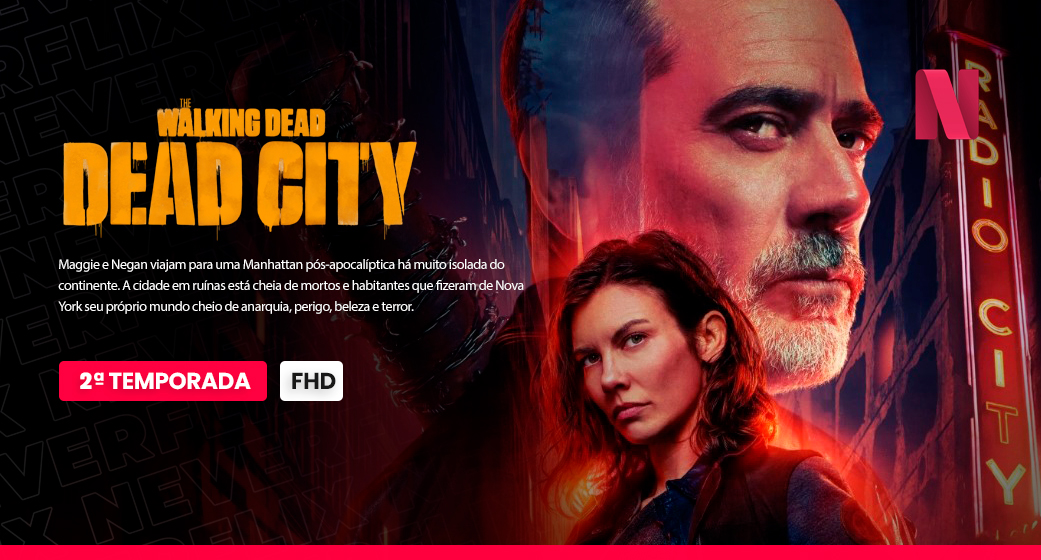 THE
WALKING DEAD
DEAD CITY
Maggie e Negan viajam para uma Manhattan pós-apocalíptica há muito isolada do
continente. A cidade em ruínas está cheia de mortos e habitantes que fizeram de Nova
York seu próprio mundo cheio de anarquia, perigo, beleza e terror.
2ª TEMPORADA
FHD
N
RADIO CITY
NEVERFLIX